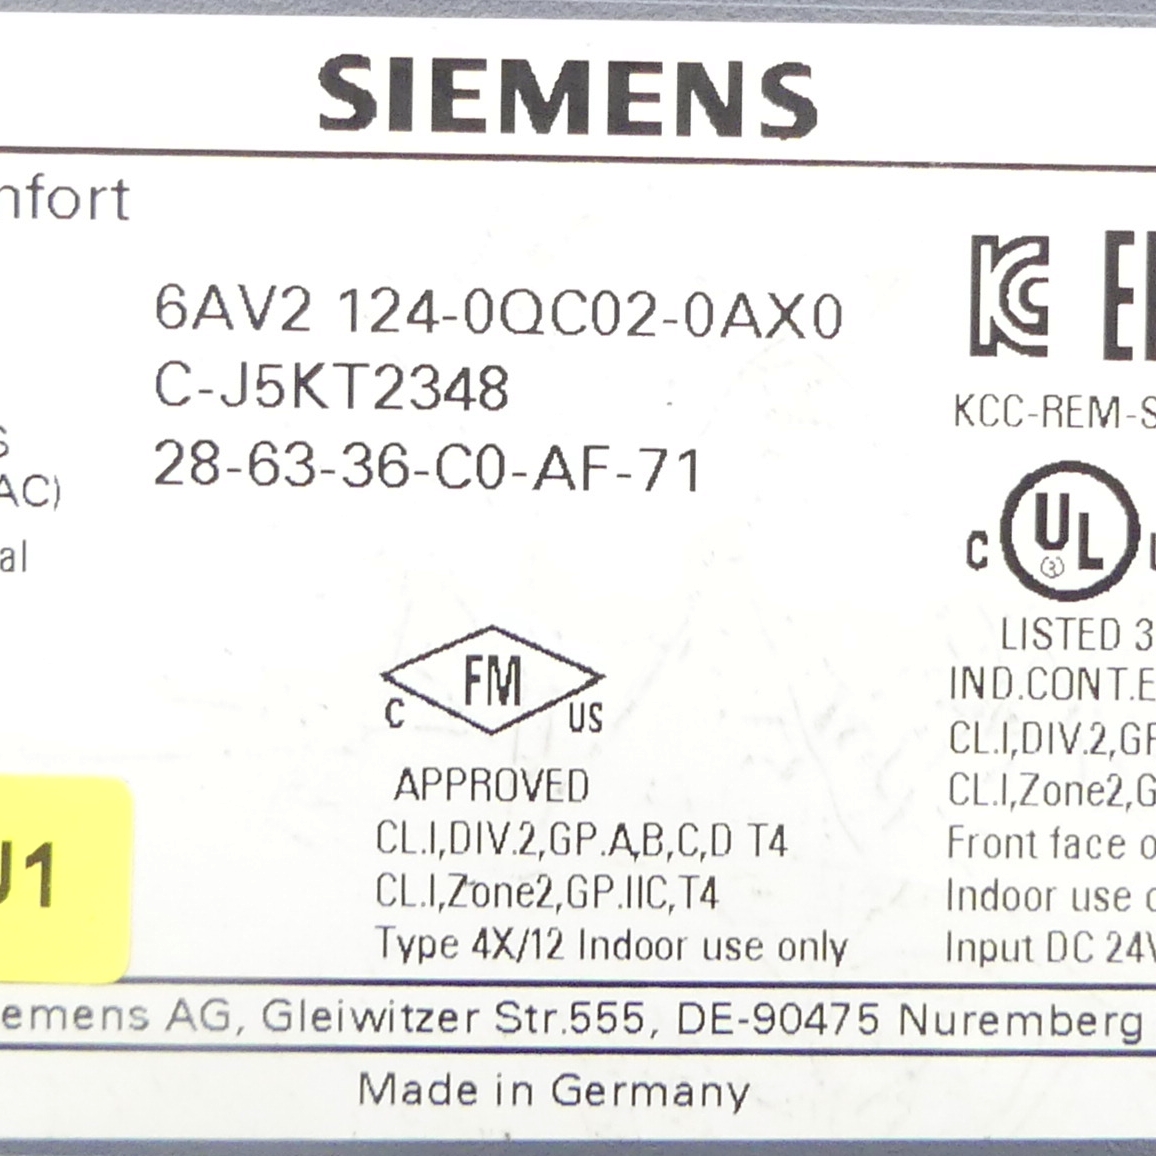 SIEMENS
nfort
6AV2 124-0QC02-0AX0
C-J5KT2348
28-63-36-C0-AF-71
S
AC)
al
KCC-REM-S
C UL
LISTED 3
IND.CONT.E
CL.I,DIV.2,GP
CL.I,Zone2,G
Front face o
Indoor use o
Input DC 24V
C FM US
APPROVED
CL.I,DIV.2,GP.A,B,C,D T4
CL.I,Zone2,GP.IIC,T4
Type 4X/12 Indoor use only
J1
emens AG, Gleiwitzer Str.555, DE-90475 Nuremberg
Made in Germany